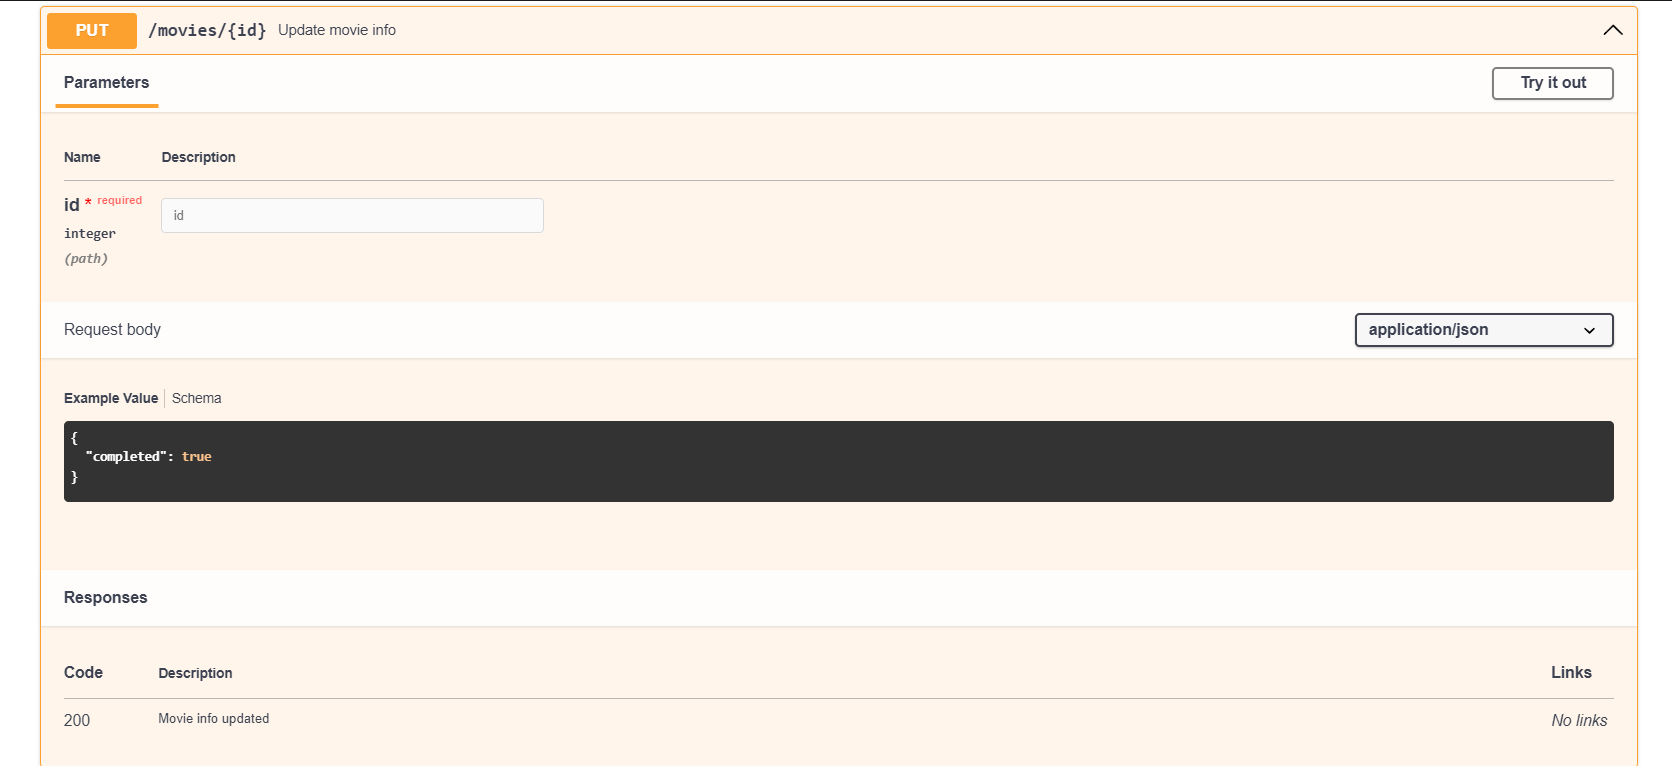 PUT /movies/{id} Update movie info
Parameters
Try it out
Name Description
id * required
id
integer
(path)
Request body
application/json
Example Value Schema
{
  "completed": true
}
Responses
Code Description Links
200 Movie info updated No links